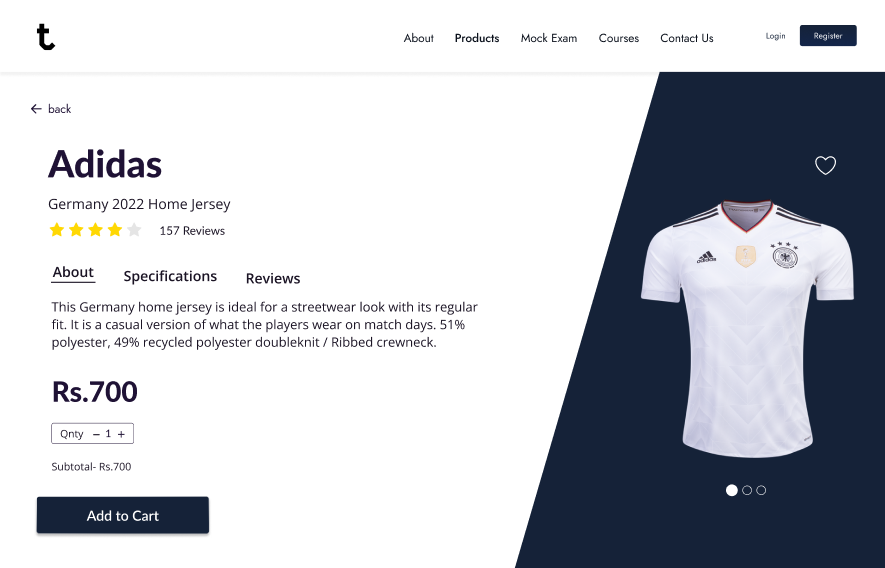 t
About Products Mock Exam Courses Contact Us Login Register
back
Adidas
Germany 2022 Home Jersey
157 Reviews
About Specifications Reviews
This Germany home jersey is ideal for a streetwear look with its regular
fit. It is a casual version of what the players wear on match days. 51%
polyester, 49% recycled polyester doubleknit / Ribbed crewneck.
Rs.700
Qnty – 1 +
Subtotal- Rs.700
Add to Cart
adidas